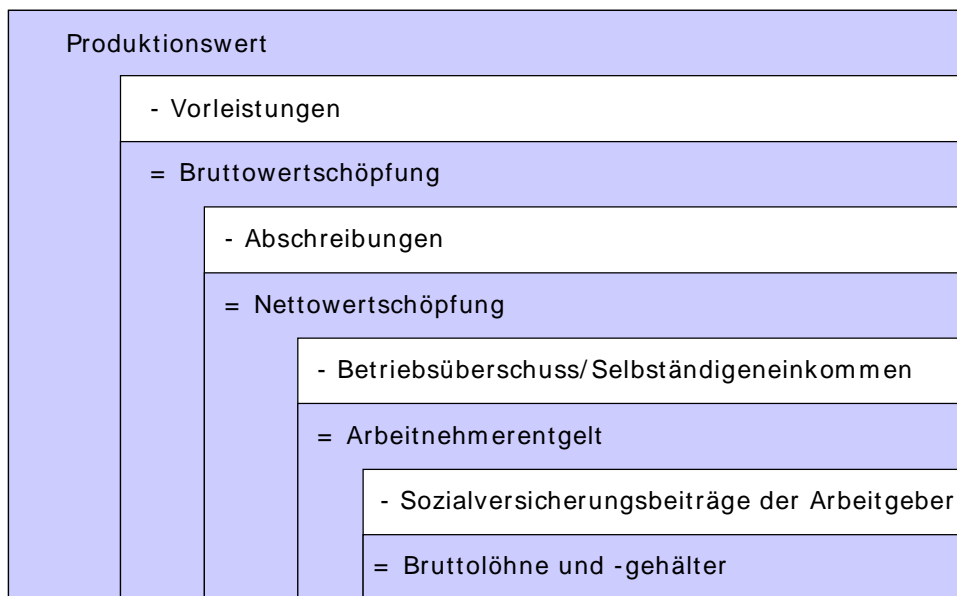 Produktionswert
- Vorleistungen
= Bruttowertschöpfung
- Abschreibungen
= Nettowertschöpfung
- Betriebsüberschuss/Selbständigeneinkommen
= Arbeitnehmerentgelt
- Sozialversicherungsbeiträge der Arbeitgeber
= Bruttolöhne und -gehälter